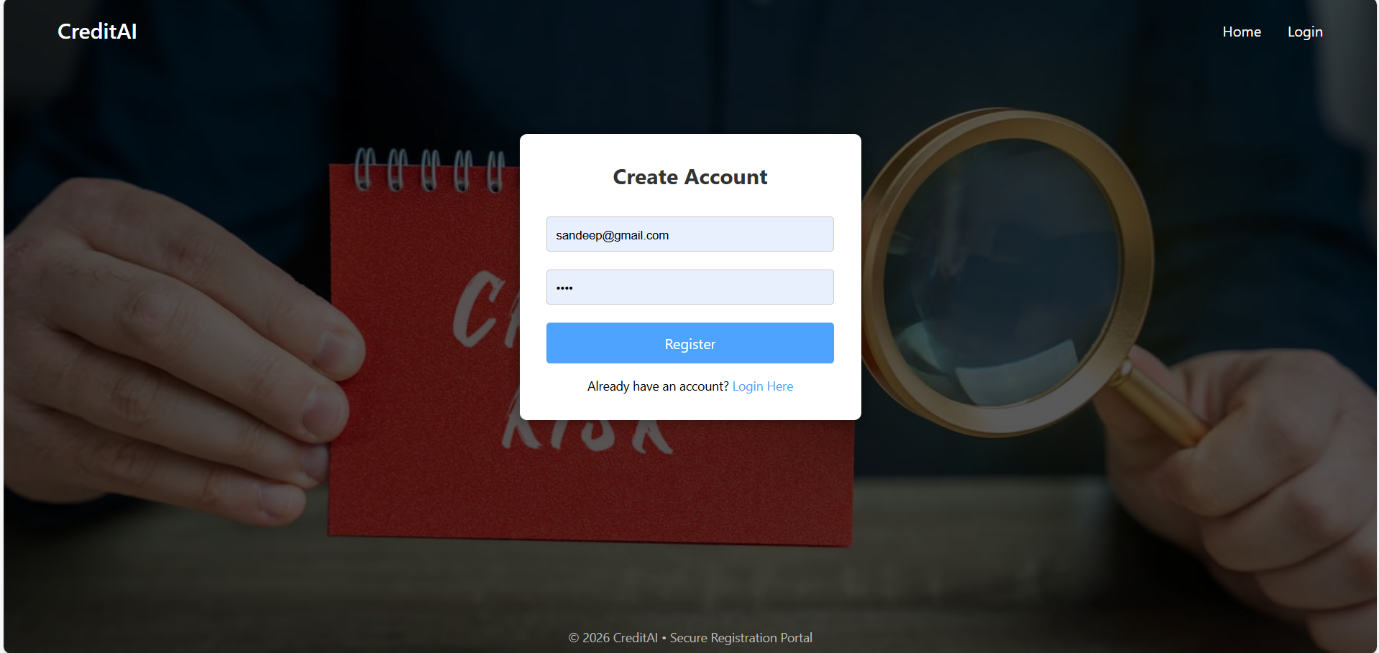 CreditAI
Home Login
Create Account
sandeep@gmail.com
••••
Register
Already have an account? Login Here
RISK
© 2026 CreditAI • Secure Registration Portal